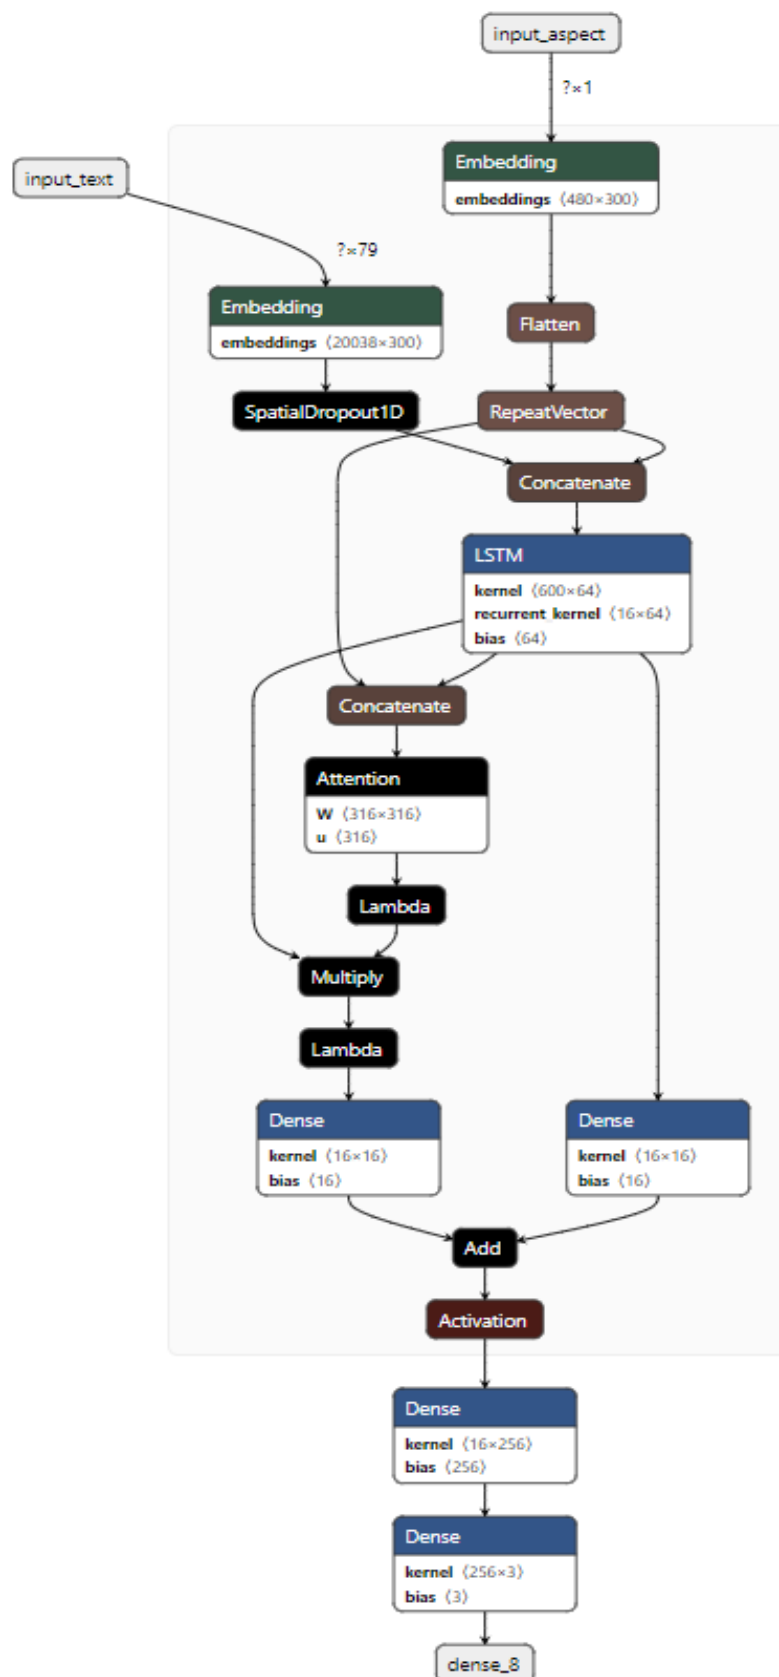 input_aspect
?×1
input_text
Embedding
embeddings ⟨480×300⟩
?×79
Embedding
embeddings ⟨20038×300⟩
Flatten
SpatialDropout1D
RepeatVector
Concatenate
LSTM
kernel ⟨600×64⟩
recurrent_kernel ⟨16×64⟩
bias ⟨64⟩
Concatenate
Attention
W ⟨316×316⟩
u ⟨316⟩
Lambda
Multiply
Lambda
Dense
kernel ⟨16×16⟩
bias ⟨16⟩
Dense
kernel ⟨16×16⟩
bias ⟨16⟩
Add
Activation
Dense
kernel ⟨16×256⟩
bias ⟨256⟩
Dense
kernel ⟨256×3⟩
bias ⟨3⟩
dense_8